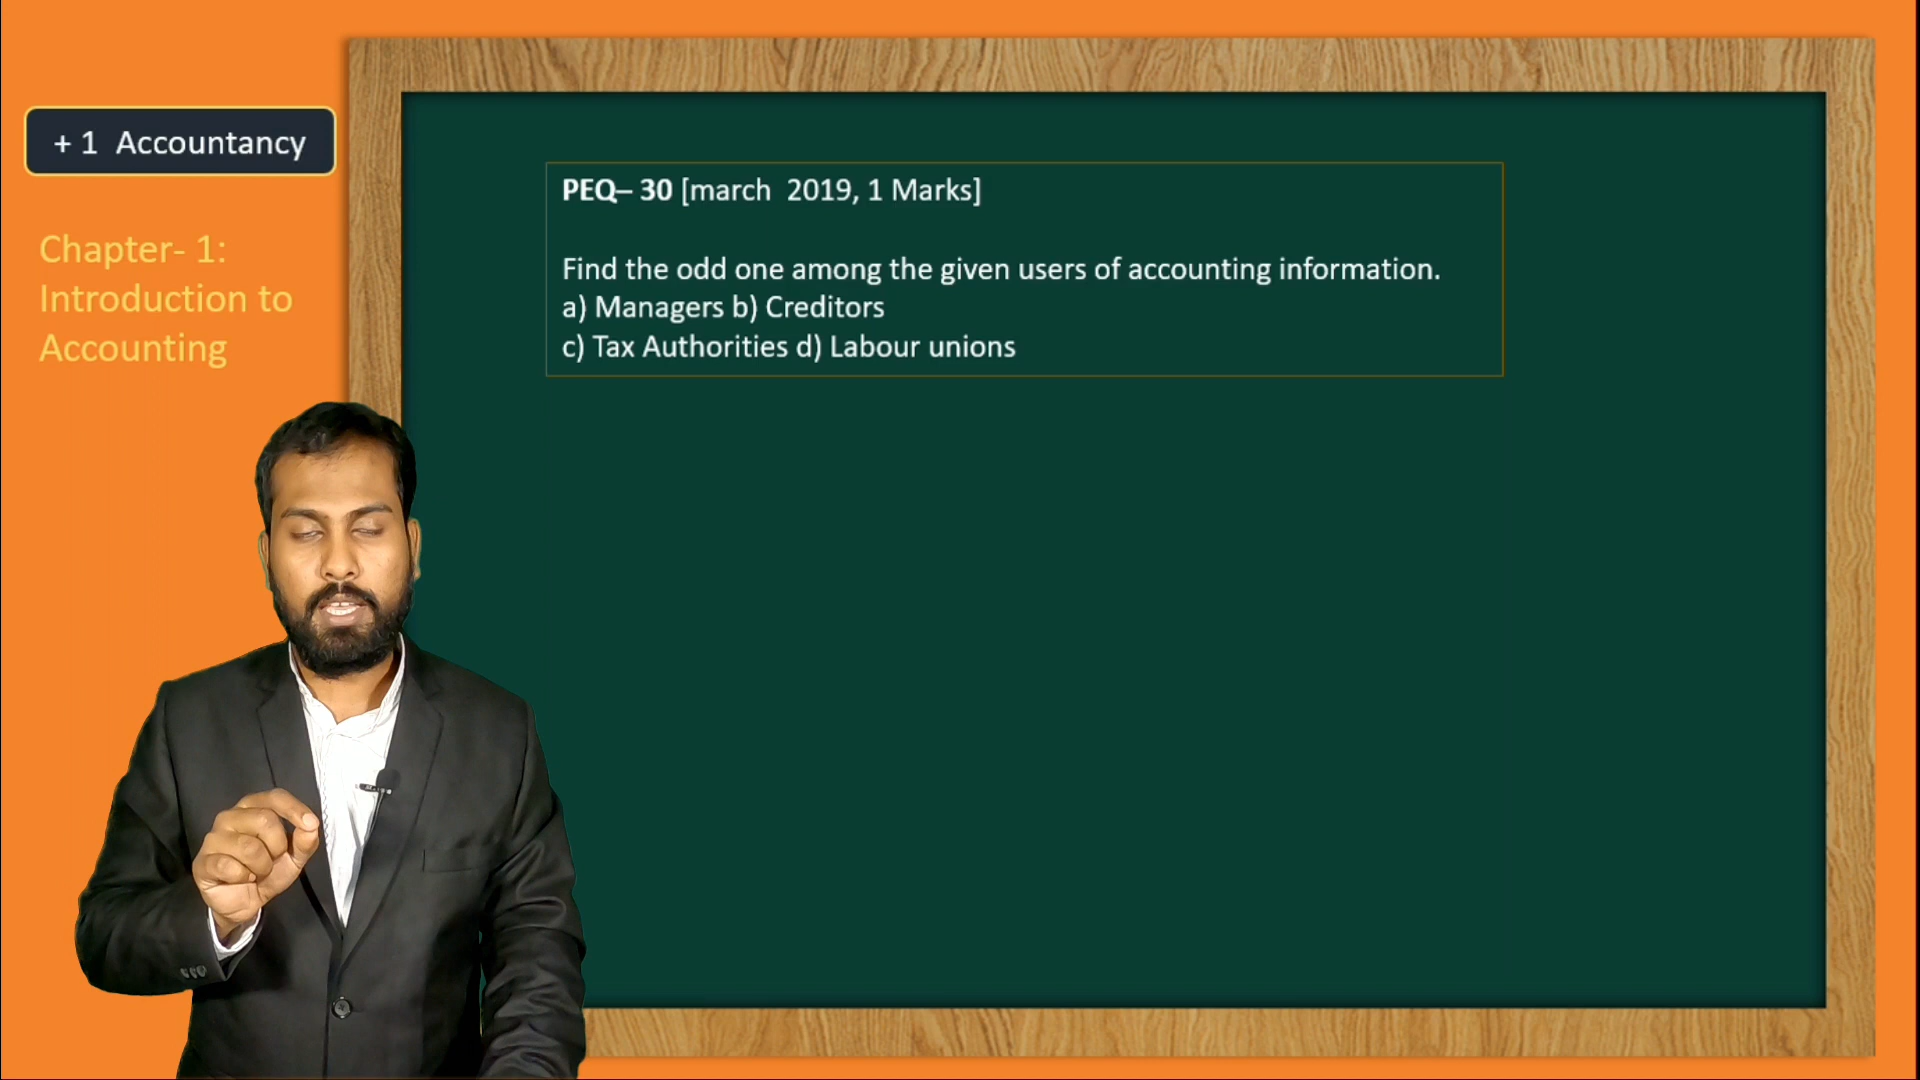 + 1 Accountancy
Chapter- 1:
Introduction to
Accounting
PEQ– 30 [march 2019, 1 Marks]
Find the odd one among the given users of accounting information.
a) Managers b) Creditors
c) Tax Authorities d) Labour unions